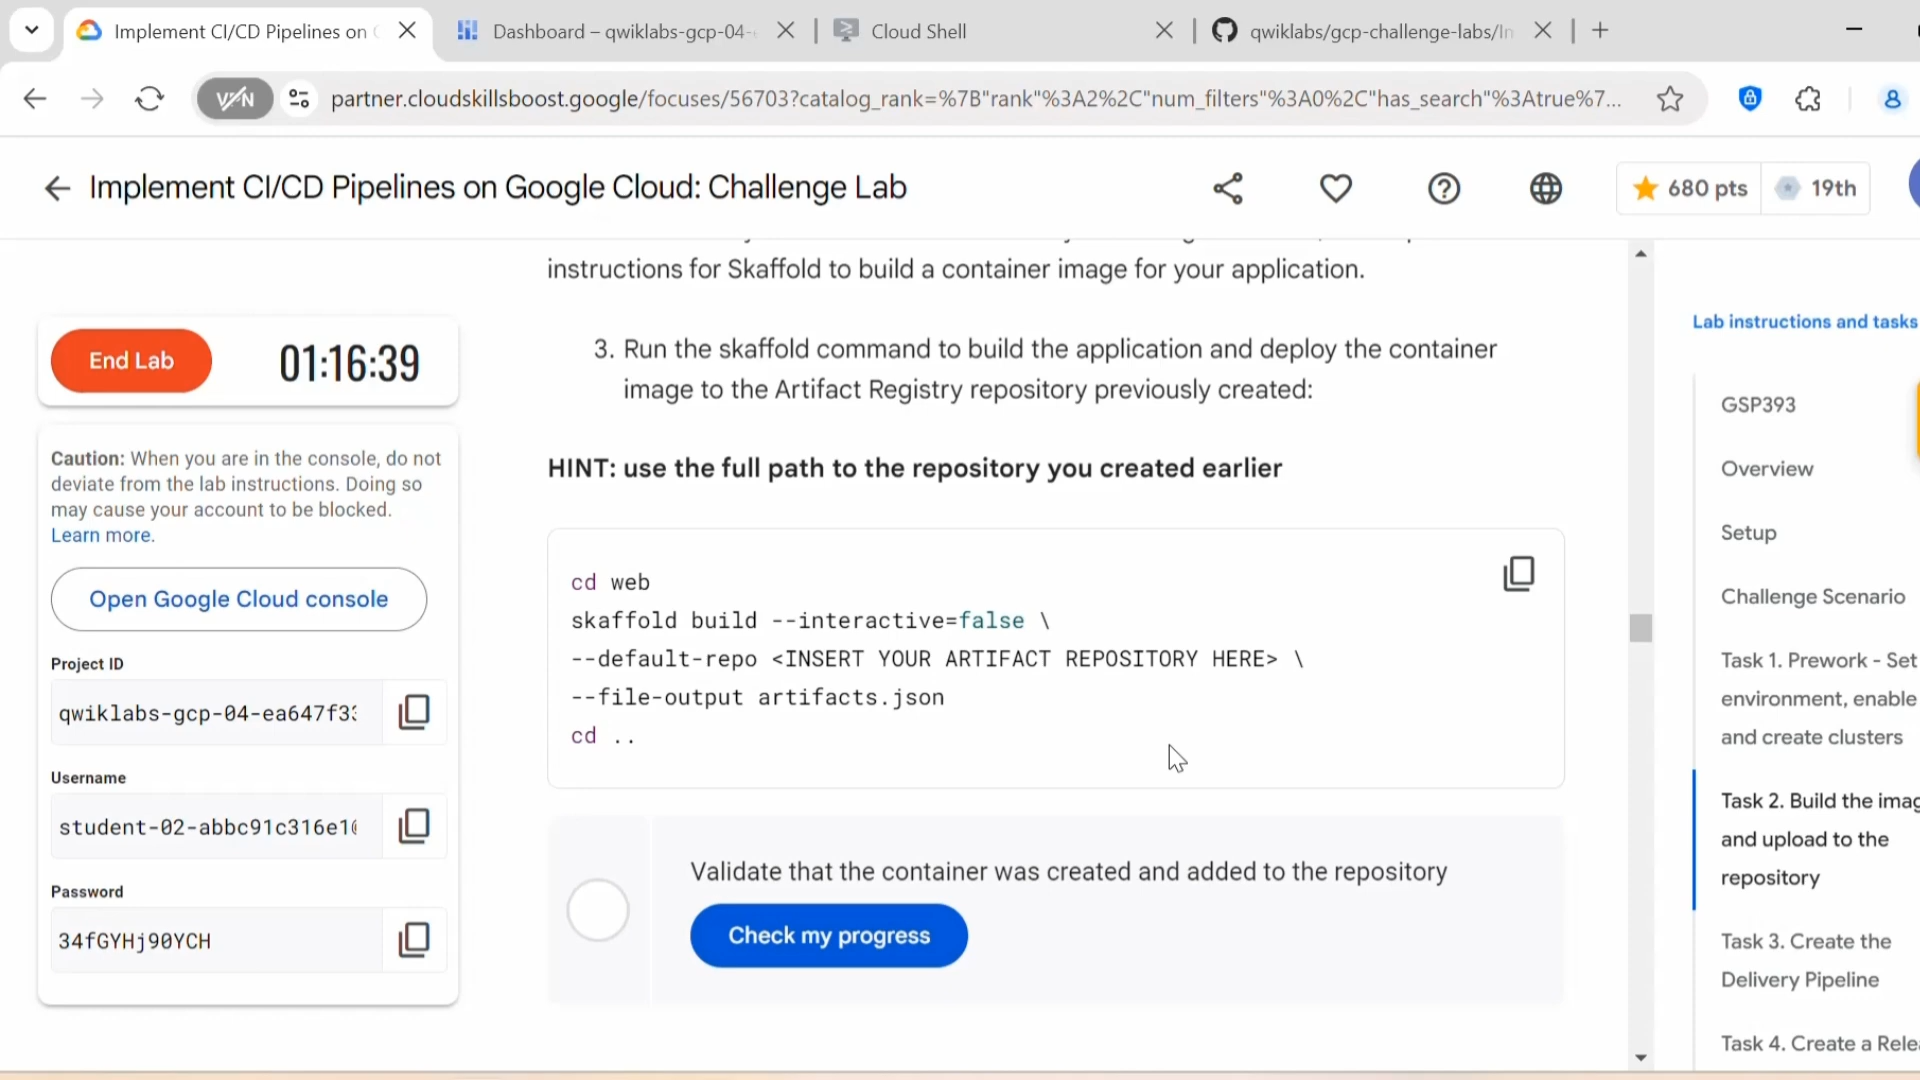 Implement CI/CD Pipelines on
Dashboard – qwiklabs-gcp-04-
Cloud Shell
qwiklabs/gcp-challenge-labs/In
VPN
partner.cloudskillsboost.google/focuses/56703?catalog_rank=%7B"rank"%3A2%2C"num_filters"%3A0%2C"has_search"%3Atrue%7...
Implement CI/CD Pipelines on Google Cloud: Challenge Lab
680 pts
19th
instructions for Skaffold to build a container image for your application.
End Lab
01:16:39
3. Run the skaffold command to build the application and deploy the container
image to the Artifact Registry repository previously created:
HINT: use the full path to the repository you created earlier
cd web
skaffold build --interactive=false \
--default-repo <INSERT YOUR ARTIFACT REPOSITORY HERE> \
--file-output artifacts.json
cd ..
Validate that the container was created and added to the repository
Check my progress
Caution: When you are in the console, do not
deviate from the lab instructions. Doing so
may cause your account to be blocked.
Learn more.
Open Google Cloud console
Project ID
qwiklabs-gcp-04-ea647f33
Username
student-02-abbc91c316e1
Password
34fGYHj90YCH
Lab instructions and tasks
GSP393
Overview
Setup
Challenge Scenario
Task 1. Prework - Set
environment, enable
and create clusters
Task 2. Build the imag
and upload to the
repository
Task 3. Create the
Delivery Pipeline
Task 4. Create a Rele